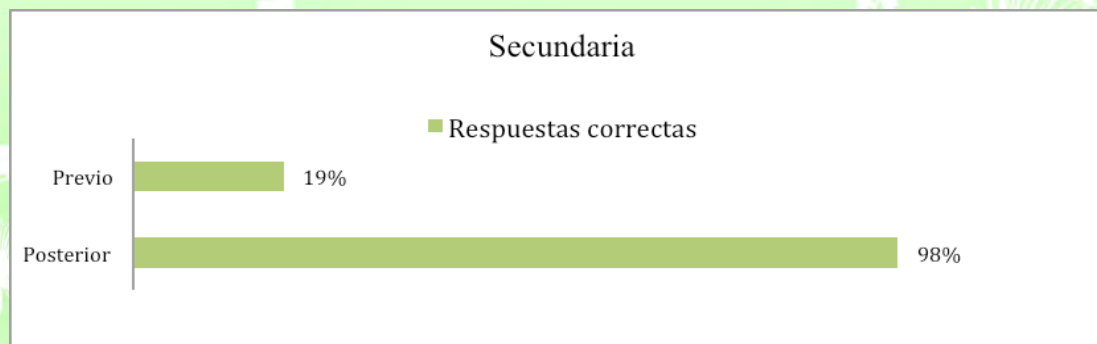 Secundaria
Respuestas correctas
Previo 19%
Posterior 98%